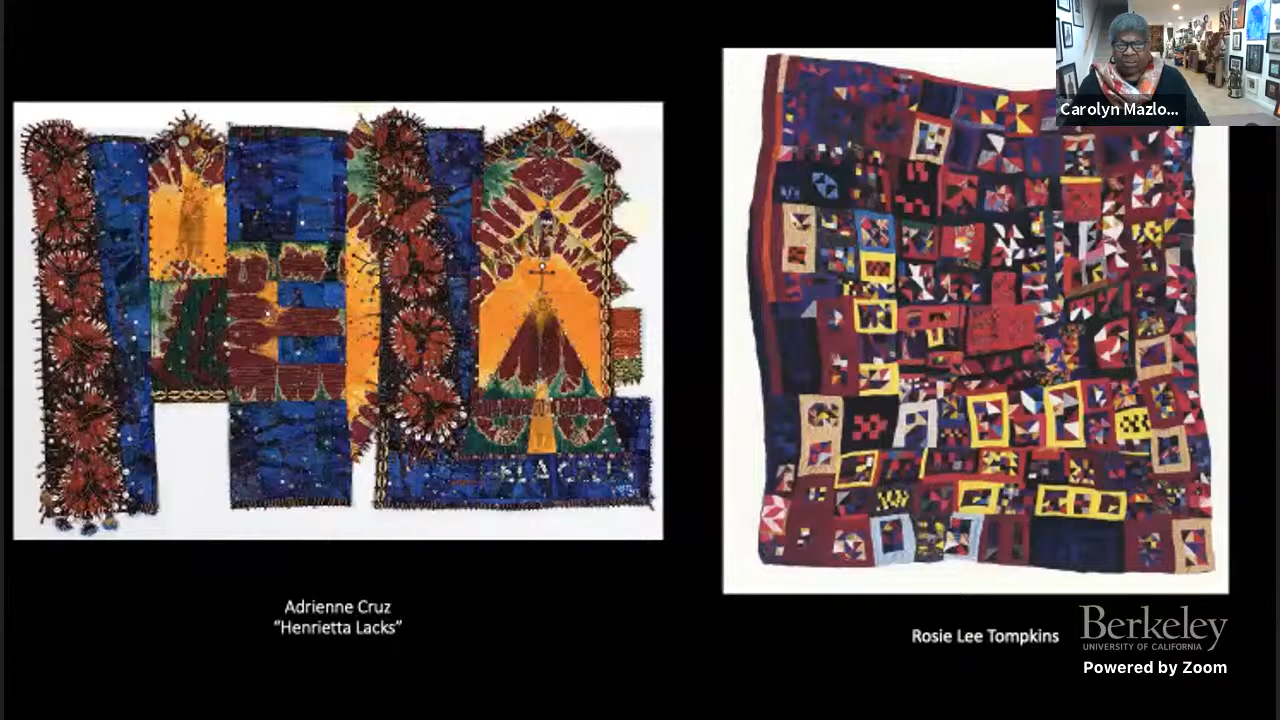 Carolyn Mazlo...
Adrienne Cruz
“Henrietta Lacks”
Rosie Lee Tompkins
Berkeley
UNIVERSITY OF CALIFORNIA
Powered by Zoom